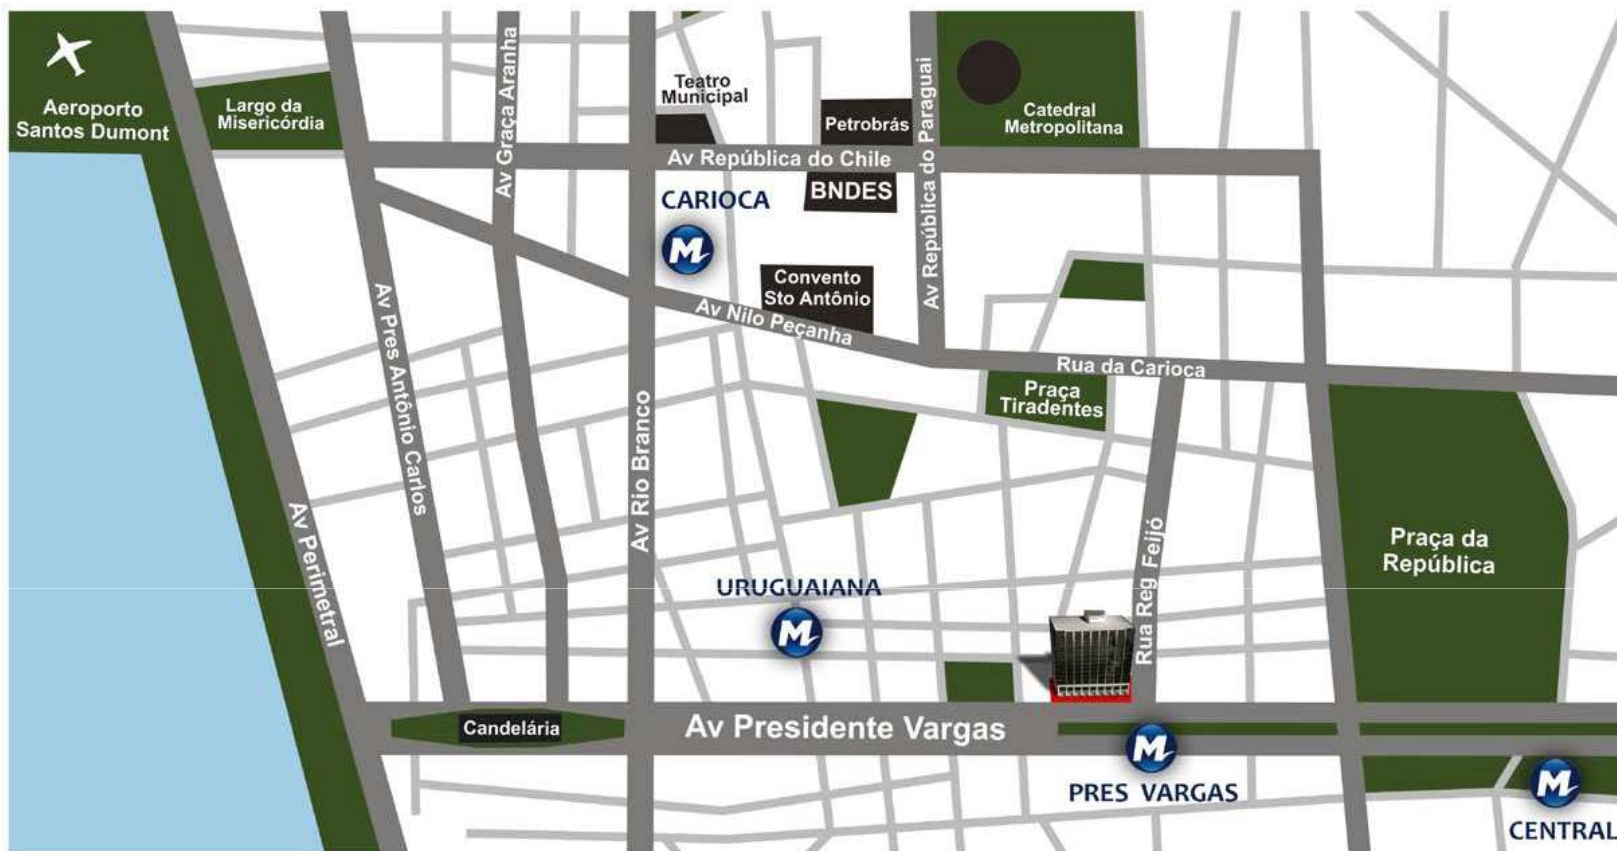 Aeroporto
Santos Dumont
Largo da
Misericórdia
Av Graça Aranha
Teatro
Municipal
Petrobrás
Av República do Paraguai
Catedral
Metropolitana
Av República do Chile
BNDES
CARIOCA
M
Convento
Sto Antônio
Av Nilo Peçanha
Rua da Carioca
Praça
Tiradentes
Av Pres Antônio Carlos
Av Rio Branco
Av Perimetral
Praça da
República
Rua Reg Feijó
URUGUAIANA
M
Candelária
Av Presidente Vargas
M
PRES VARGAS
M
CENTRAL